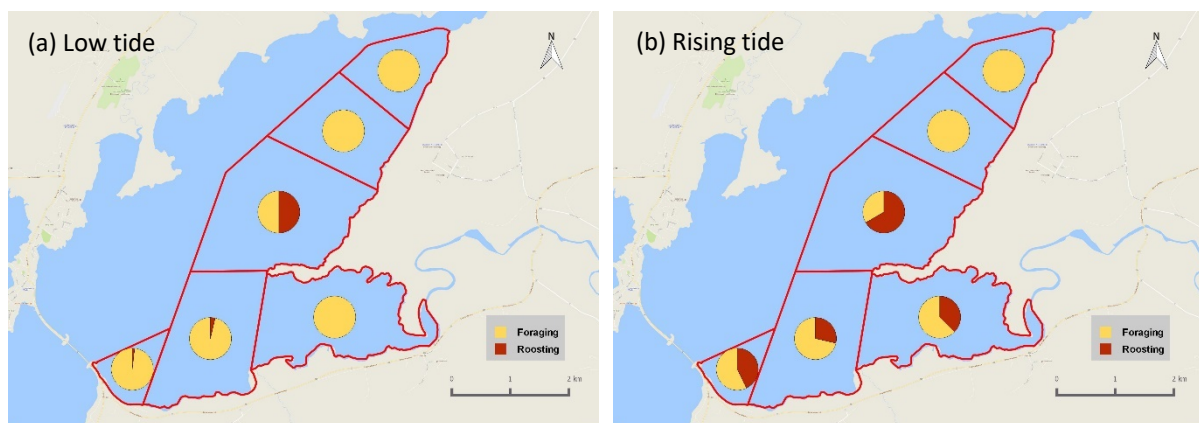 (a) Low tide
N
Foraging
Roosting
0 1 2 km
(b) Rising tide
N
Foraging
Roosting
0 1 2 km